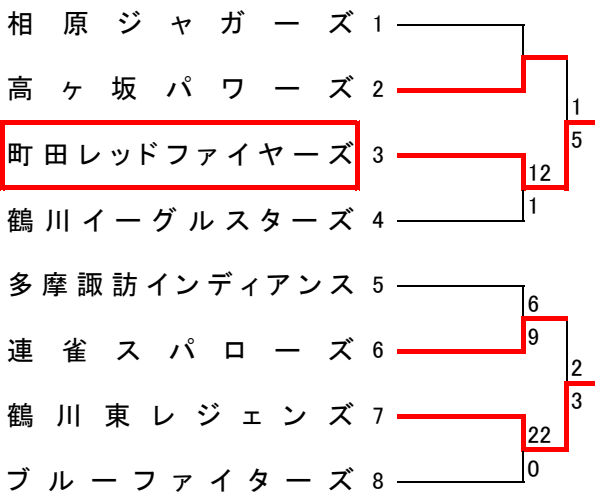 相原ジャガーズ 1
高ヶ坂パワーズ 2
1
町田レッドファイヤーズ 3
5
12
鶴川イーグルスターズ 4
1
多摩諏訪インディアンス 5
6
連雀スパローズ 6
9
2
鶴川東レジェンズ 7
3
22
ブルーファイターズ 8
0